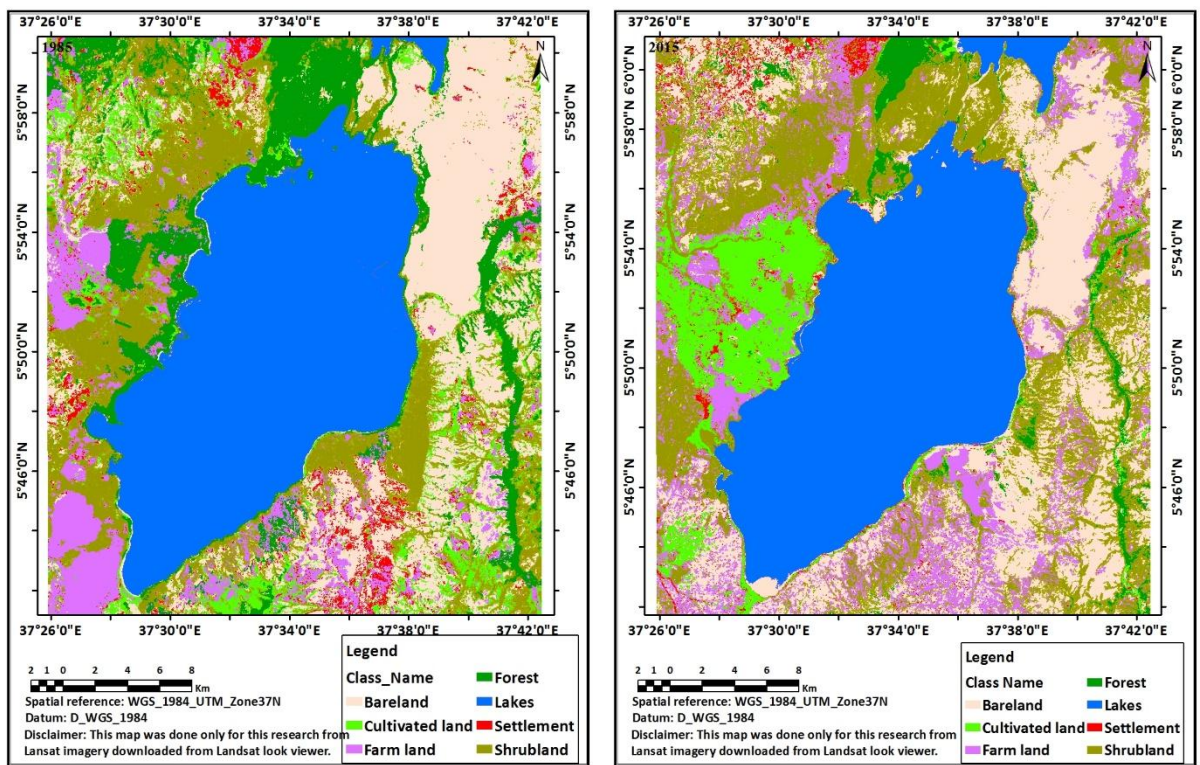 37°26'0"E 37°30'0"E 37°34'0"E 37°38'0"E 37°42'0"E
1985
N
5°58'0"N
5°54'0"N
5°50'0"N
5°46'0"N
5°58'0"N
5°54'0"N
5°50'0"N
5°46'0"N
37°26'0"E 37°30'0"E 37°34'0"E 37°38'0"E 37°42'0"E
2 1 0 2 4 6 8
Km
Spatial reference: WGS_1984_UTM_Zone37N
Datum: D_WGS_1984
Disclaimer: This map was done only for this research from
Lansat imagery downloaded from Landsat look viewer.
Legend
Class_Name
Bareland
Cultivated land
Farm land
Forest
Lakes
Settlement
Shrubland
37°26'0"E 37°30'0"E 37°34'0"E 37°38'0"E 37°42'0"E
2015
N
6°0'0"N
5°58'0"N
5°54'0"N
5°50'0"N
5°46'0"N
6°0'0"N
5°58'0"N
5°54'0"N
5°50'0"N
5°46'0"N
37°26'0"E 37°30'0"E 37°34'0"E 37°38'0"E 37°42'0"E
2 1 0 2 4 6 8
Km
Spatial reference: WGS_1984_UTM_Zone37N
Datum: D_WGS_1984
Disclaimer: This map was done only for this research from
Lansat imagery downloaded from Landsat look viewer.
Legend
Class Name
Bareland
Cultivated land
Farm land
Forest
Lakes
Settlement
Shrubland